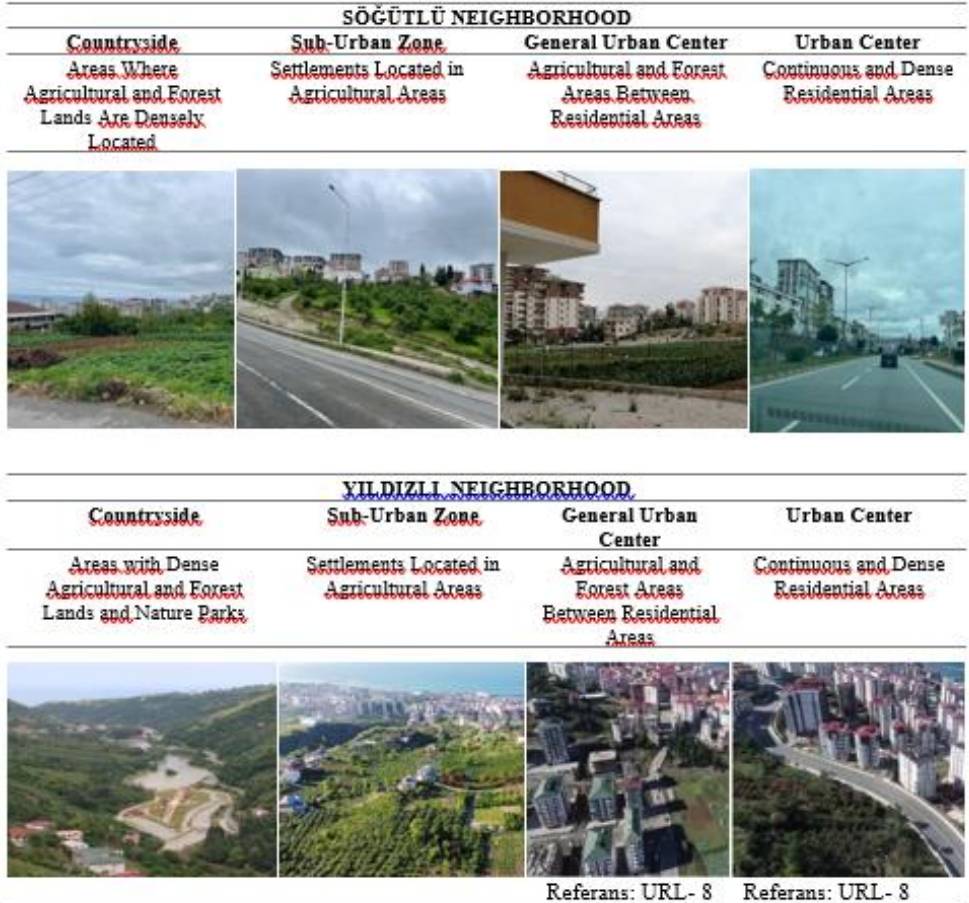 SÖĞÜTLÜ NEIGHBORHOOD
Countryside Sub-Urban Zone General Urban Center Urban Center
Areas Where Settlements Located in Agricultural and Forest Continuous and Dense
Agricultural and Forest Agricultural Areas Areas Between Residential Areas
Lands Are Densely Residential Areas
Located
YILDIZLI NEIGHBORHOOD
Countryside Sub-Urban Zone General Urban Urban Center
Center
Areas with Dense Settlements Located in Agricultural and Continuous and Dense
Agricultural and Forest Agricultural Areas Forest Areas Residential Areas
Lands and Nature Parks Between Residential
Areas
Referans: URL- 8 Referans: URL- 8